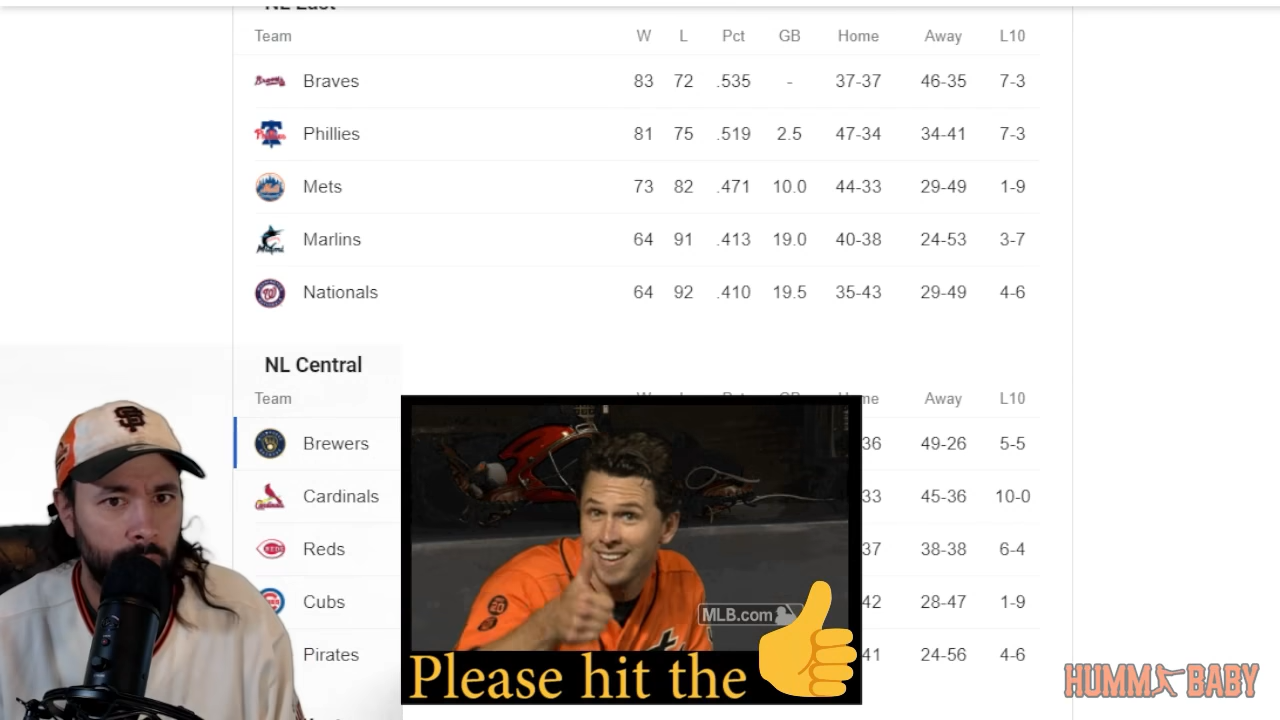 NL East
Team W L Pct GB Home Away L10
Braves 83 72 .535 - 37-37 46-35 7-3
Phillies 81 75 .519 2.5 47-34 34-41 7-3
Mets 73 82 .471 10.0 44-33 29-49 1-9
Marlins 64 91 .413 19.0 40-38 24-53 3-7
Nationals 64 92 .410 19.5 35-43 29-49 4-6
NL Central
Team Away L10
Brewers 36 49-26 5-5
Cardinals 33 45-36 10-0
Reds 37 38-38 6-4
Cubs 42 28-47 1-9
Pirates 41 24-56 4-6
MLB.com
Please hit the
HUMM BABY